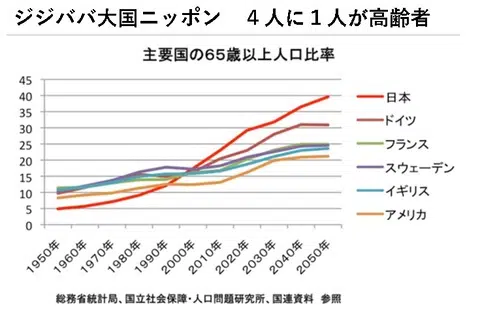 ジジババ大国ニッポン　４人に１人が高齢者
主要国の65歳以上人口比率
45
40
35
30
25
20
15
10
5
0
1950年
1960年
1970年
1980年
1990年
2000年
2010年
2020年
2030年
2040年
2050年
日本
ドイツ
フランス
スウェーデン
イギリス
アメリカ
総務省統計局、国立社会保障・人口問題研究所、国連資料　参照